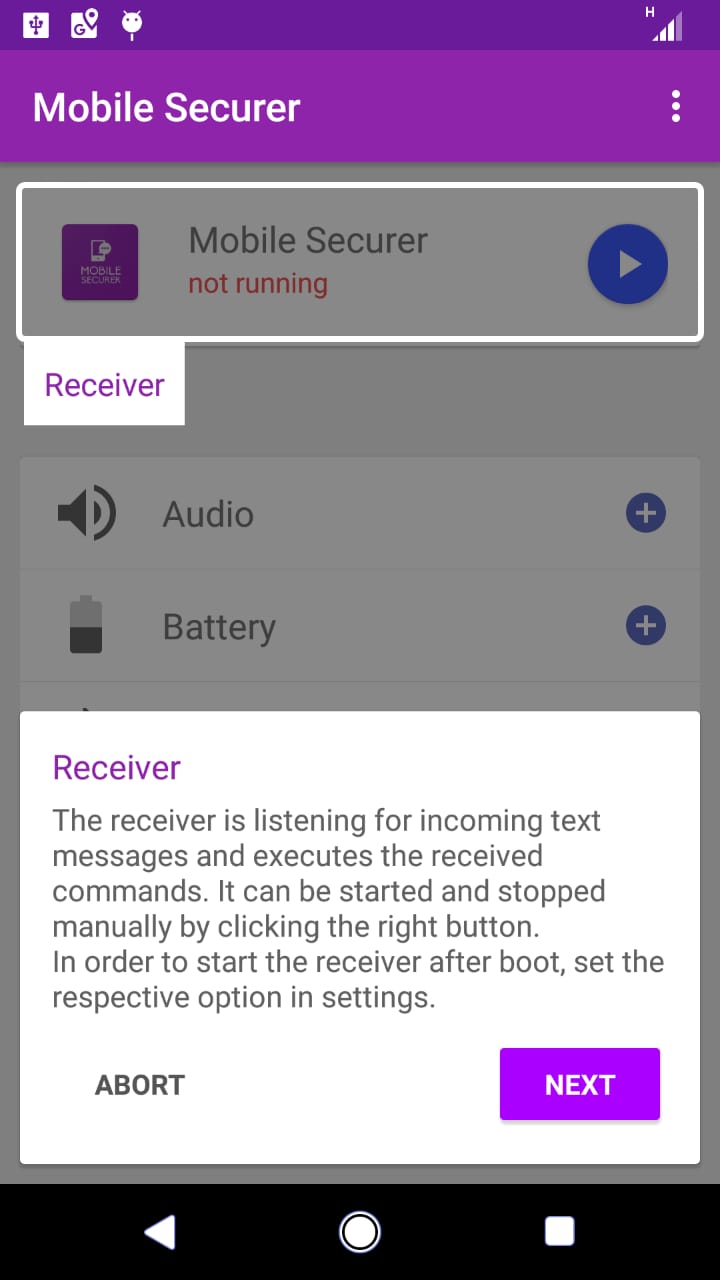 H
Mobile Securer
MOBILE
SECURER
Mobile Securer
not running
Receiver
Audio
Battery
Receiver
The receiver is listening for incoming text
messages and executes the received
commands. It can be started and stopped
manually by clicking the right button.
In order to start the receiver after boot, set the
respective option in settings.
ABORT
NEXT